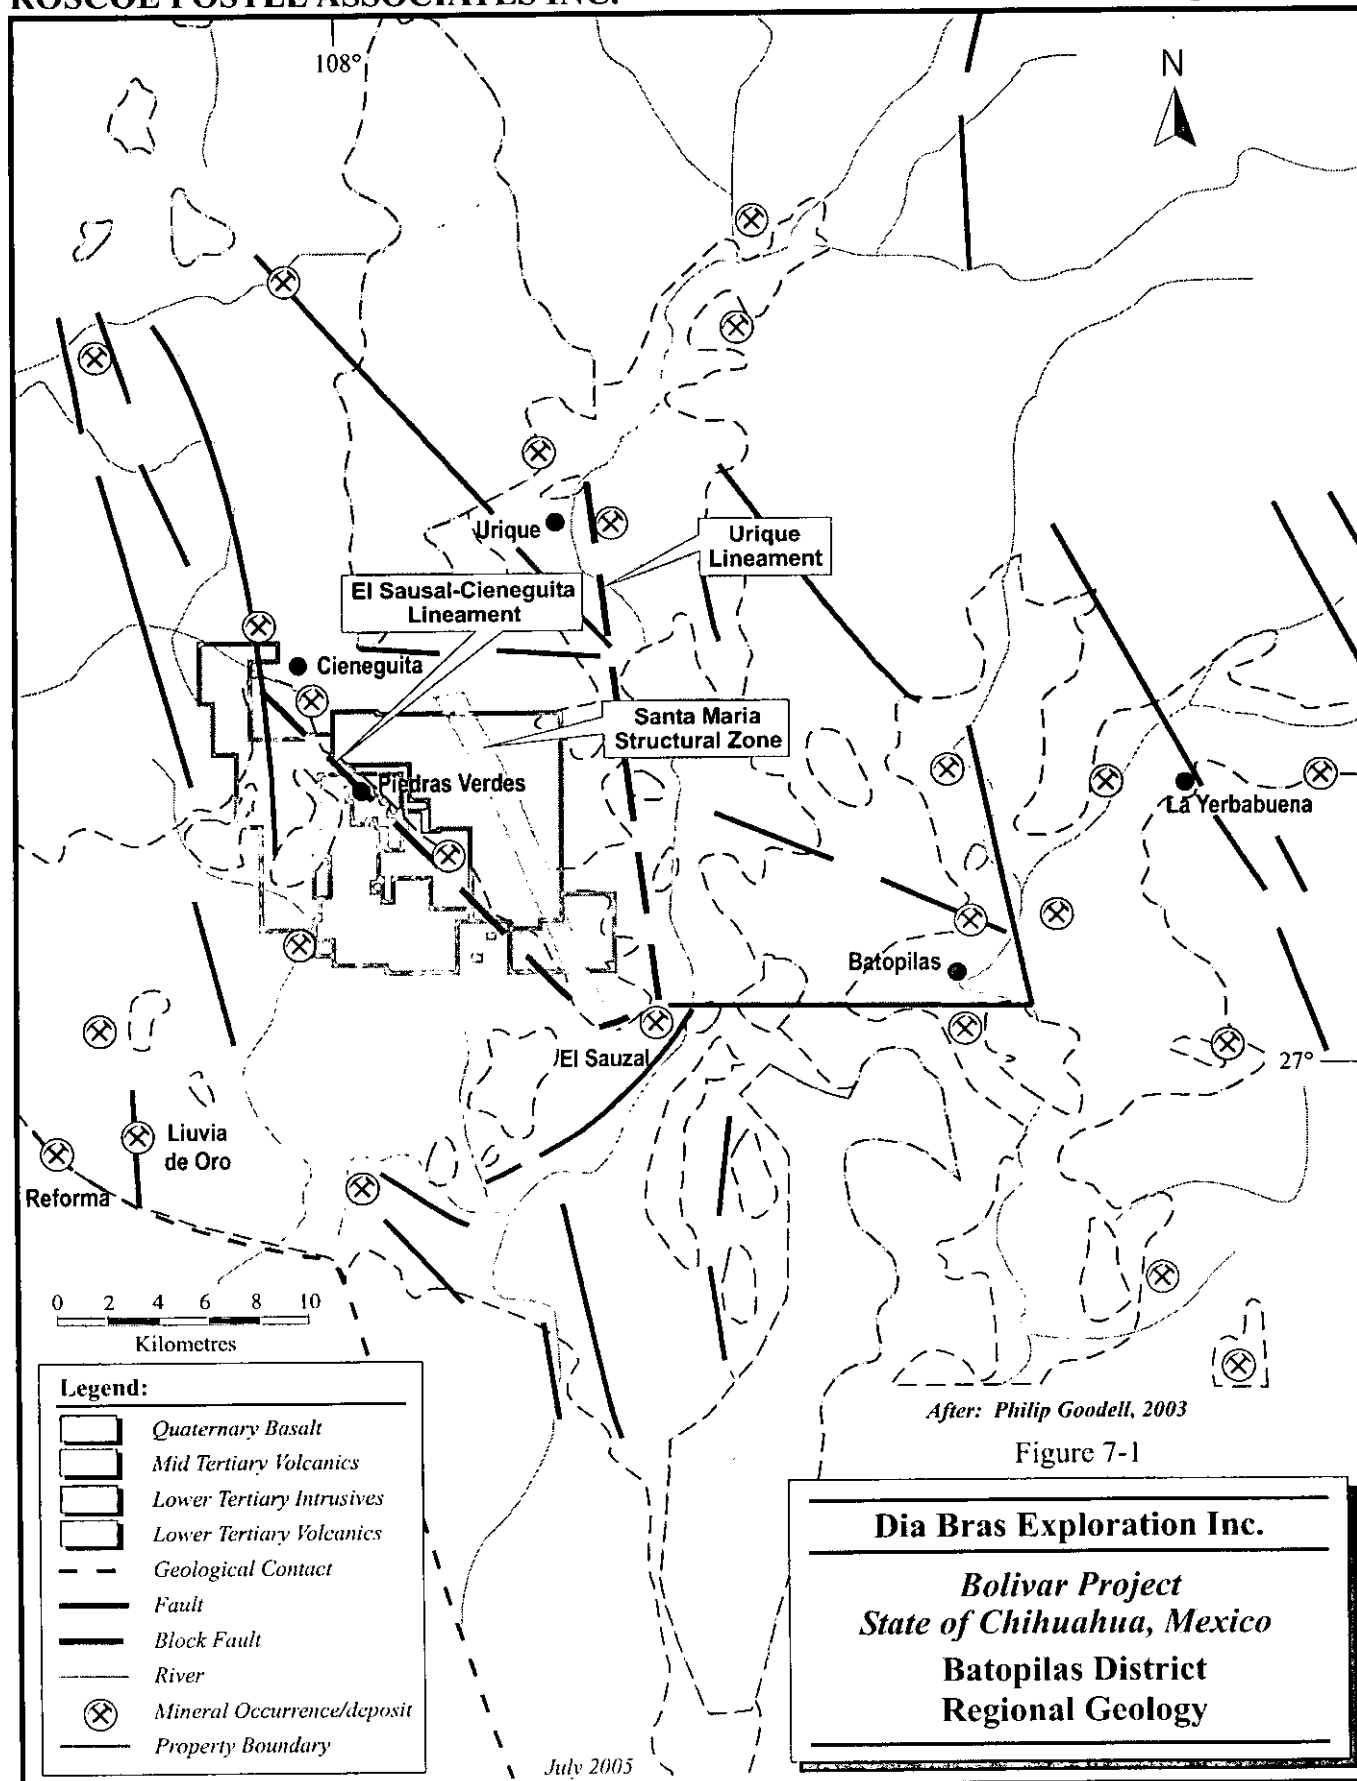 ROSCOE POSTLE ASSOCIATES INC.
108°
N
Urique
Urique
Lineament
El Sausal-Cieneguita
Lineament
Cieneguita
Santa Maria
Structural Zone
Piedras Verdes
La Yerbabuena
Batopilas
El Sauzal
27°
Liuvia
de Oro
Reforma
0 2 4 6 8 10
Kilometres
Legend:
Quaternary Basalt
Mid Tertiary Volcanics
Lower Tertiary Intrusives
Lower Tertiary Volcanics
Geological Contact
Fault
Block Fault
River
Mineral Occurrence/deposit
Property Boundary
After: Philip Goodell, 2003
Figure 7-1
Dia Bras Exploration Inc.
Bolivar Project
State of Chihuahua, Mexico
Batopilas District
Regional Geology
July 2005